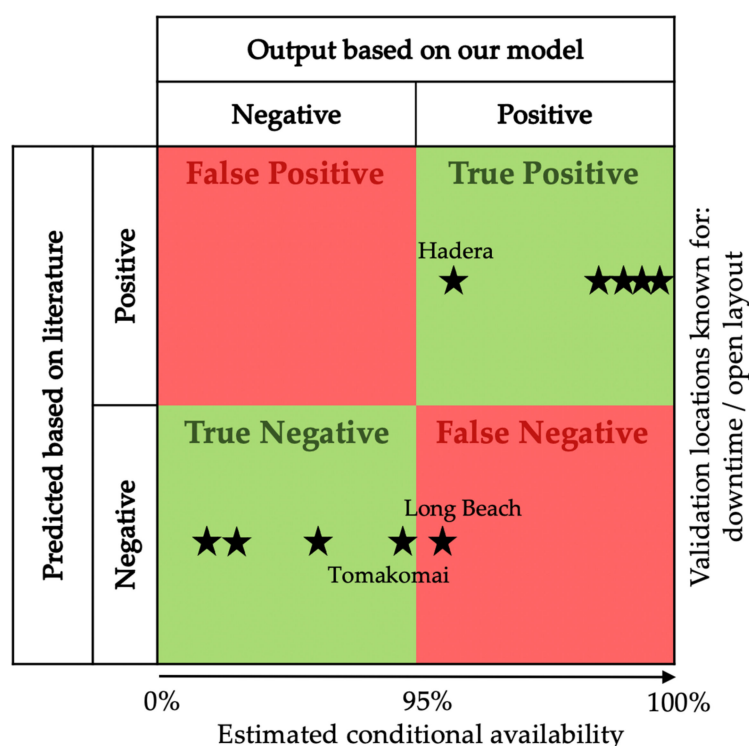 Output based on our model
Negative
Positive
Predicted based on literature
Positive
Negative
False Positive
True Positive
Hadera
True Negative
False Negative
Long Beach
Tomakomai
Validation locations known for:
downtime / open layout
0%
95%
100%
Estimated conditional availability